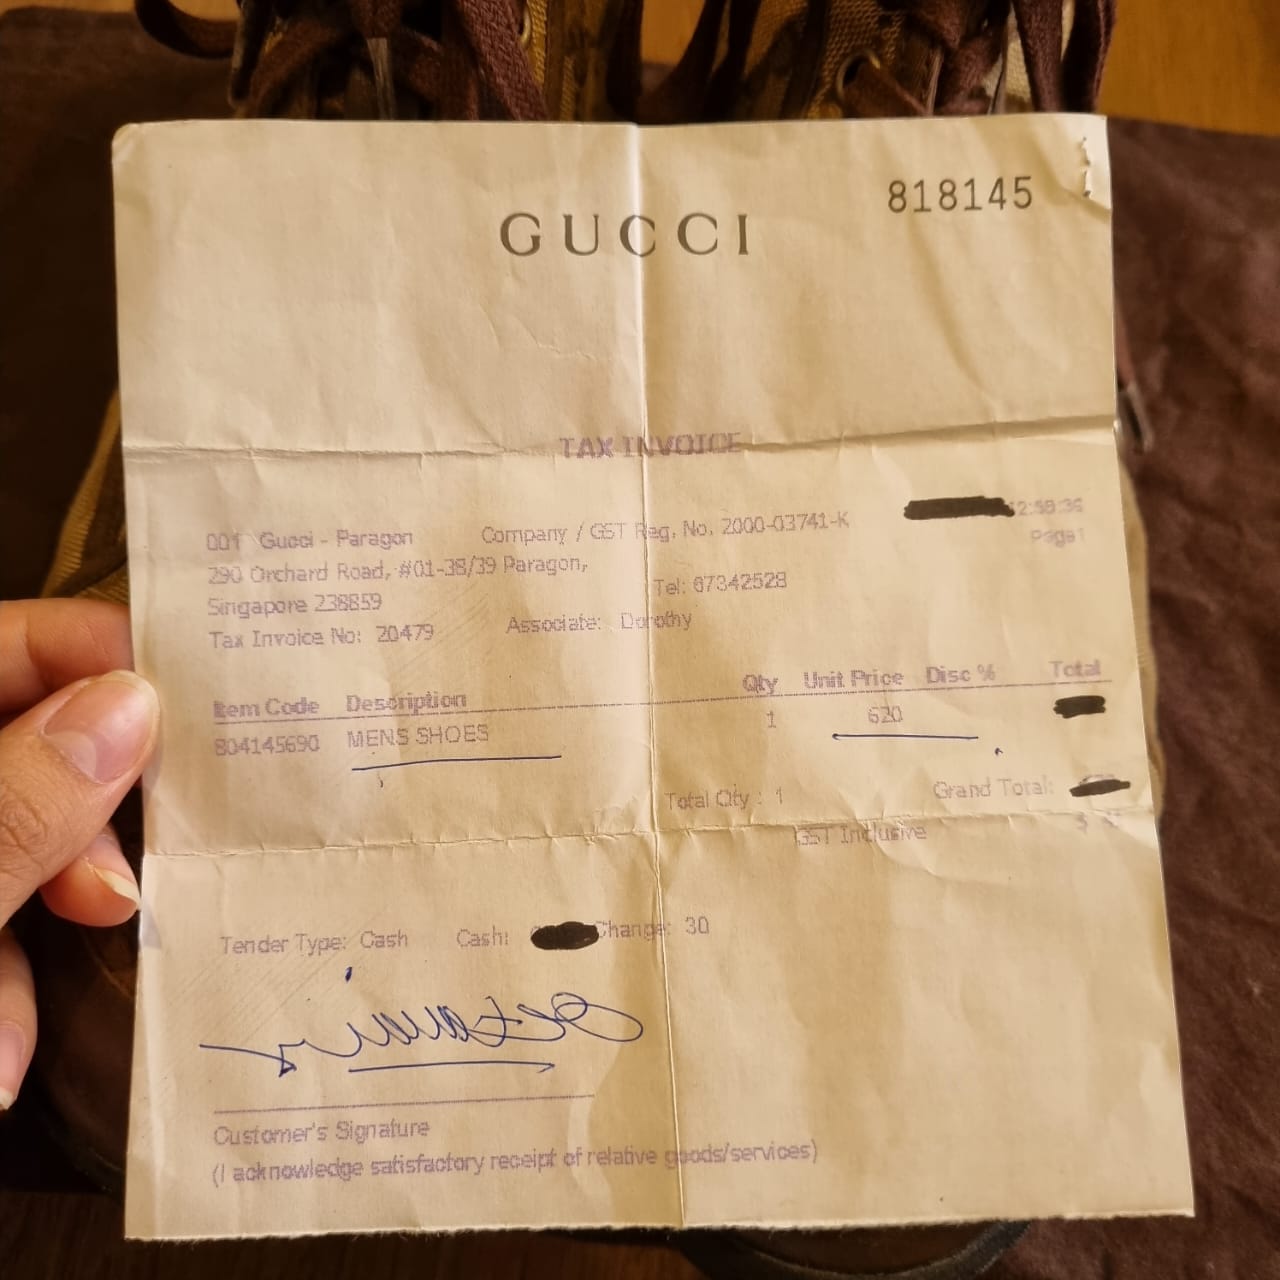 818145
GUCCI
TAX INVOICE
12:58:36
Page1
001 Gucci - Paragon Company / GST Reg. No. 2000-03741-K
290 Orchard Road, #01-38/39 Paragon,
Singapore 238859 Tel: 67342528
Tax Invoice No: 20479 Associate: Dorothy
Item Code Description Qty Unit Price Disc % Total
804145690 MENS SHOES 1 620
Total Qty : 1 Grand Total:
GST Inclusive
Tender Type: Cash Cash: Change: 30
Customer's Signature
(I acknowledge satisfactory receipt of relative goods/services)